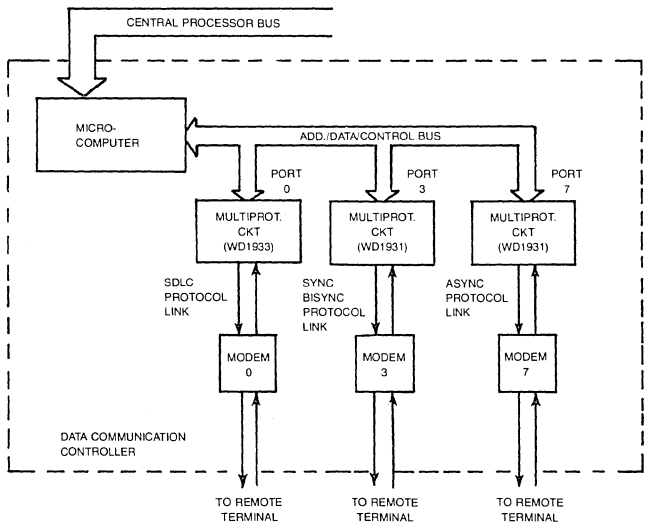 CENTRAL PROCESSOR BUS
MICRO-
COMPUTER
ADD./DATA/CONTROL BUS
PORT
0
PORT
3
PORT
7
MULTIPROT.
CKT
(WD1933)
MULTIPROT.
CKT
(WD1931)
MULTIPROT.
CKT
(WD1931)
SDLC
PROTOCOL
LINK
SYNC
BISYNC
PROTOCOL
LINK
ASYNC
PROTOCOL
LINK
MODEM
0
MODEM
3
MODEM
7
DATA COMMUNICATION
CONTROLLER
TO REMOTE
TERMINAL
TO REMOTE
TERMINAL
TO REMOTE
TERMINAL